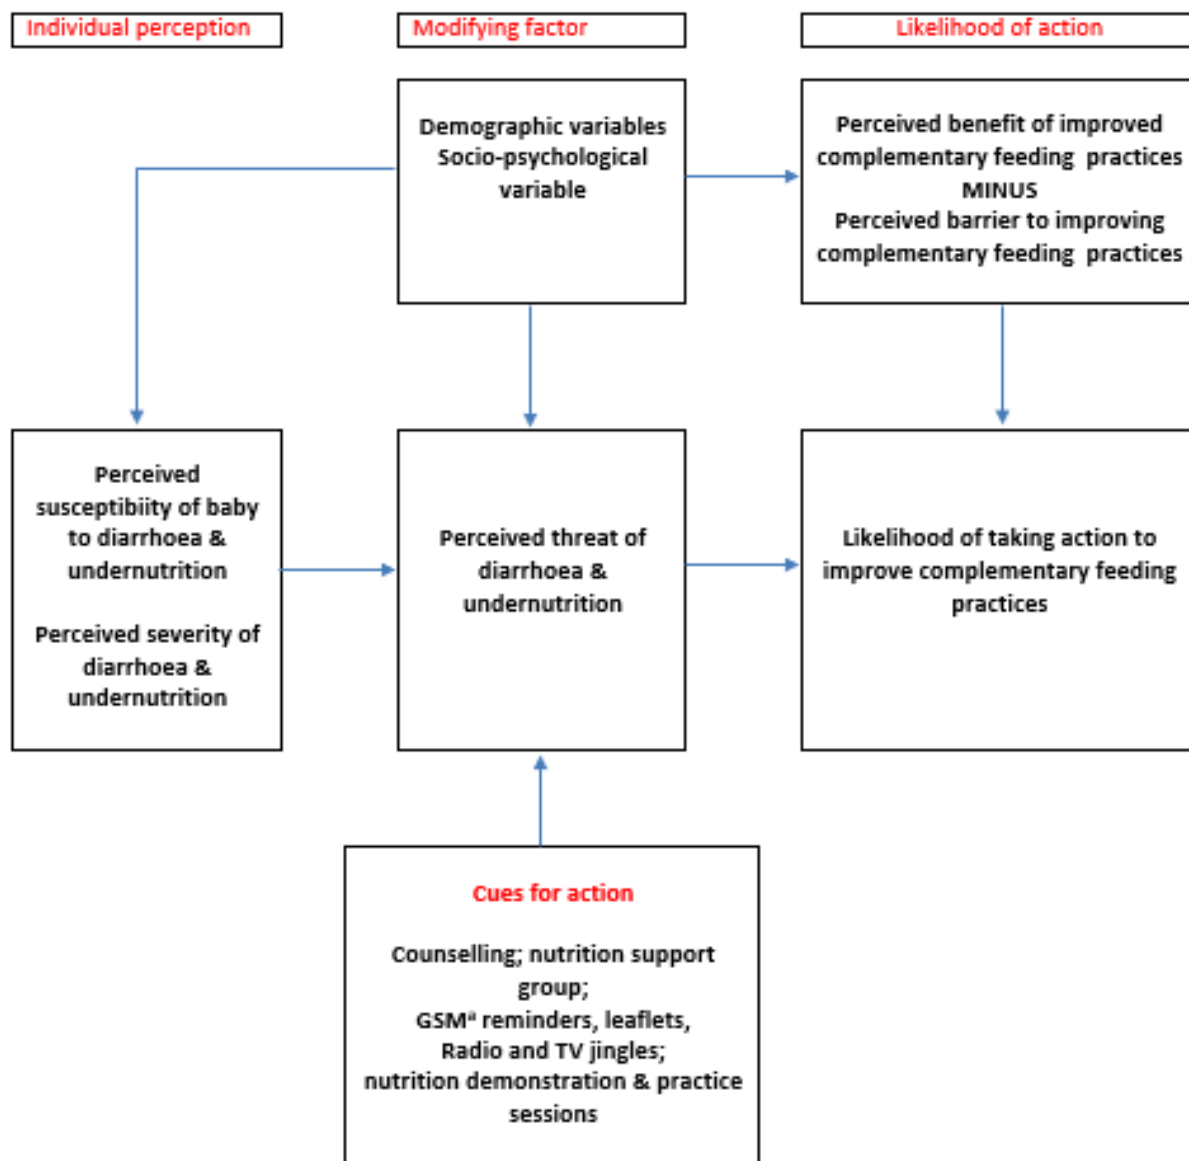 Individual perception
Modifying factor
Likelihood of action
Demographic variables
Socio-psychological
variable
Perceived benefit of improved
complementary feeding practices
MINUS
Perceived barrier to improving
complementary feeding practices
Perceived
susceptibiity of baby
to diarrhoea &
undernutrition
Perceived severity of
diarrhoea &
undernutrition
Perceived threat of
diarrhoea &
undernutrition
Likelihood of taking action to
improve complementary feeding
practices
Cues for action
Counselling; nutrition support
group;
GSMᵃ reminders, leaflets,
Radio and TV jingles;
nutrition demonstration & practice
sessions